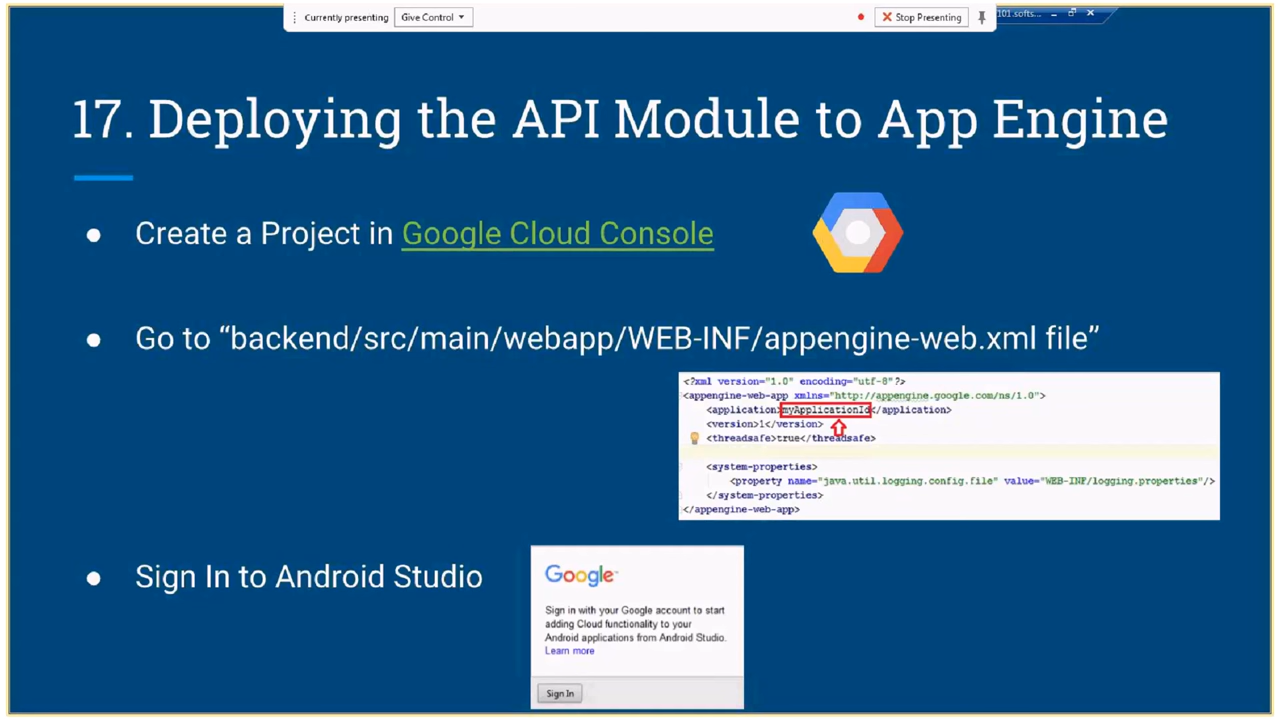 Currently presenting Give Control Stop Presenting 101.softs...
17. Deploying the API Module to App Engine
● Create a Project in Google Cloud Console
● Go to “backend/src/main/webapp/WEB-INF/appengine-web.xml file”
<?xml version="1.0" encoding="utf-8"?>
<appengine-web-app xmlns="http://appengine.google.com/ns/1.0">
<application>myApplicationId</application>
<version>1</version>
<threadsafe>true</threadsafe>
<system-properties>
<property name="java.util.logging.config.file" value="WEB-INF/logging.properties"/>
</system-properties>
</appengine-web-app>
● Sign In to Android Studio
Google™
Sign in with your Google account to start
adding Cloud functionality to your
Android applications from Android Studio.
Learn more
Sign In